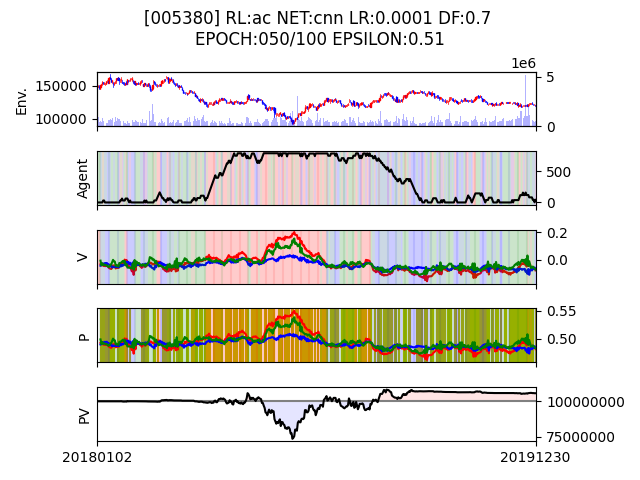 [005380] RL:ac NET:cnn LR:0.0001 DF:0.7
EPOCH:050/100 EPSILON:0.51
1e6
Env.
150000
100000
5
0
Agent
500
0
V
0.2
0.0
P
0.55
0.50
PV
100000000
75000000
20180102
20191230